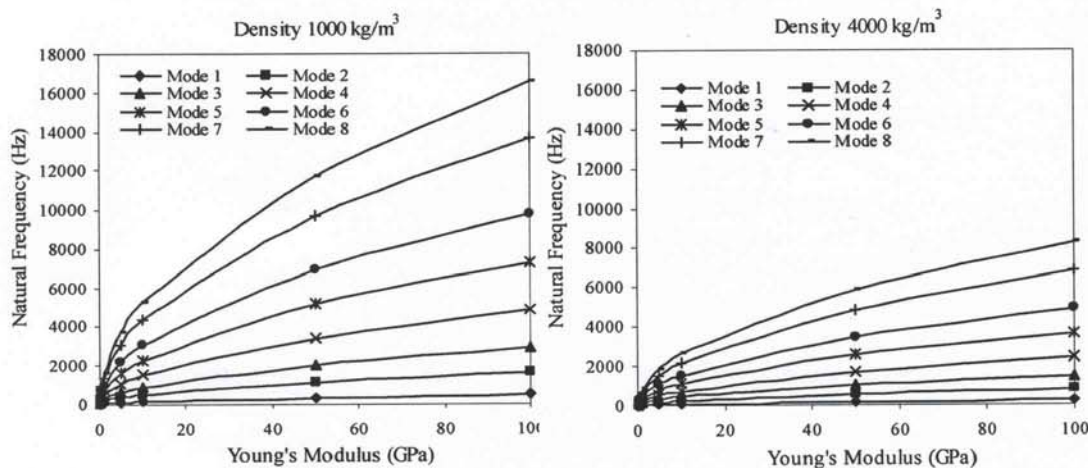 Density 1000 kg/m³
18000
16000
14000
12000
10000
8000
6000
4000
2000
0
Natural Frequency (Hz)
Mode 1 Mode 2
Mode 3 Mode 4
Mode 5 Mode 6
Mode 7 Mode 8
0 20 40 60 80 100
Young's Modulus (GPa)
Density 4000 kg/m³
18000
16000
14000
12000
10000
8000
6000
4000
2000
0
Natural Frequency (Hz)
Mode 1 Mode 2
Mode 3 Mode 4
Mode 5 Mode 6
Mode 7 Mode 8
0 20 40 60 80 100
Young's Modulus (GPa)